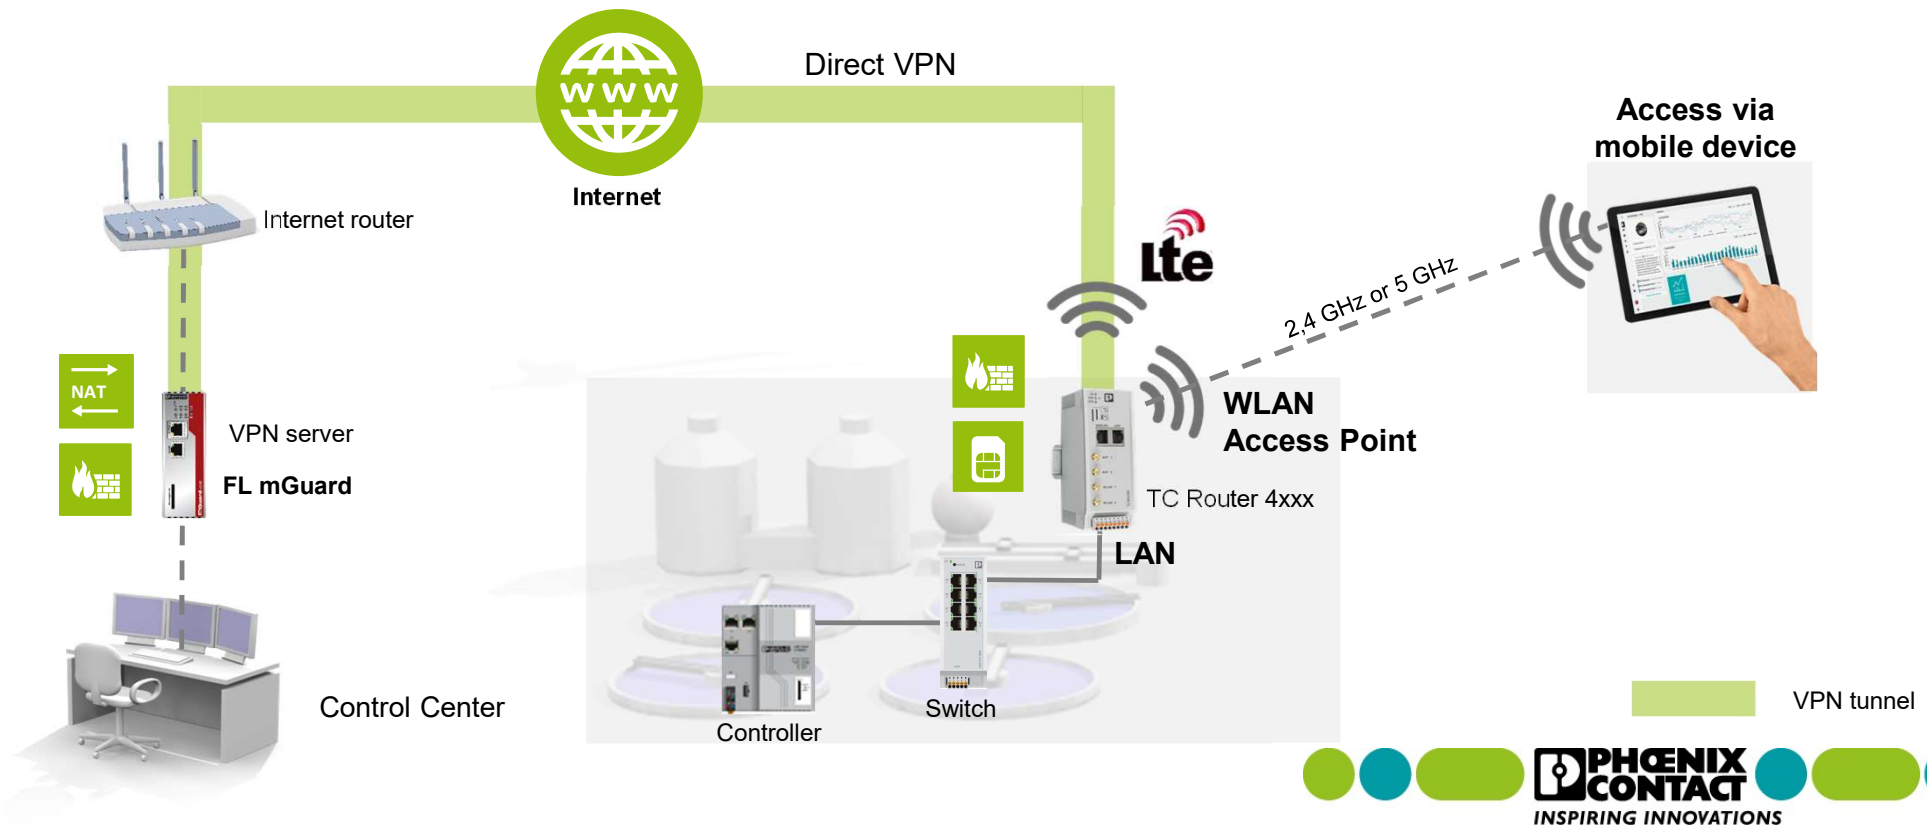 Direct VPN
WWW
Internet
Access via
mobile device
Internet router
Lte
2,4 GHz or 5 GHz
NAT
VPN server
FL mGuard
WLAN
Access Point
TC Router 4xxx
LAN
Control Center
Switch
Controller
VPN tunnel
PHŒNIX
CONTACT
INSPIRING INNOVATIONS